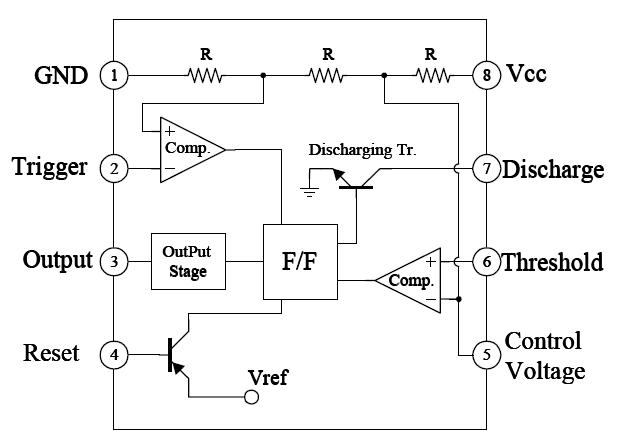 R R R
GND 1 8 Vcc
+
Comp.
−
Discharging Tr.
Trigger 2 7 Discharge
Output 3
OutPut
Stage
F/F
+
Comp.
−
6 Threshold
Reset 4
5 Control
Voltage
Vref